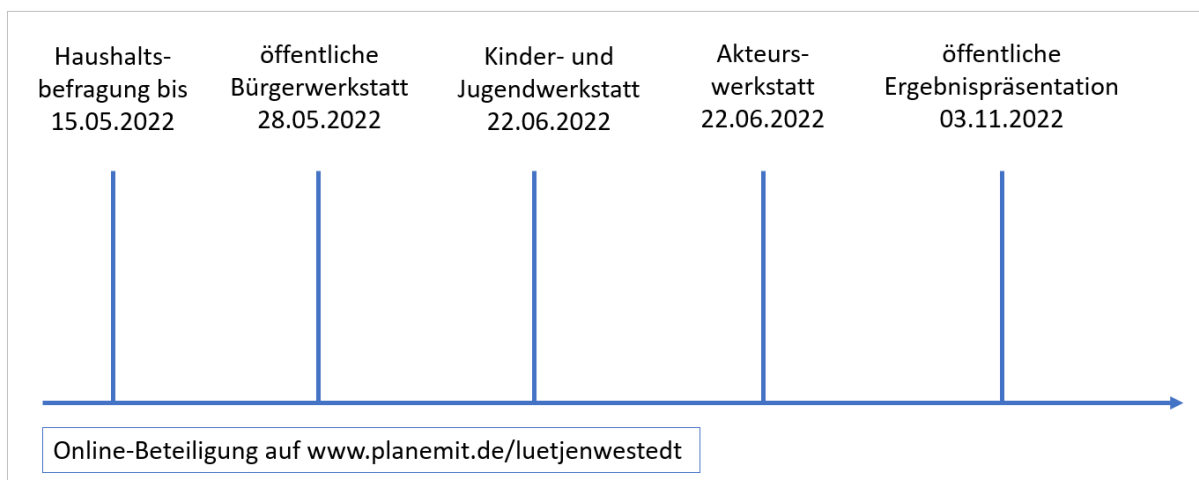 Haushalts-
befragung bis
15.05.2022
öffentliche
Bürgerwerkstatt
28.05.2022
Kinder- und
Jugendwerkstatt
22.06.2022
Akteurs-
werkstatt
22.06.2022
öffentliche
Ergebnispräsentation
03.11.2022
Online-Beteiligung auf www.planemit.de/luetjenwestedt